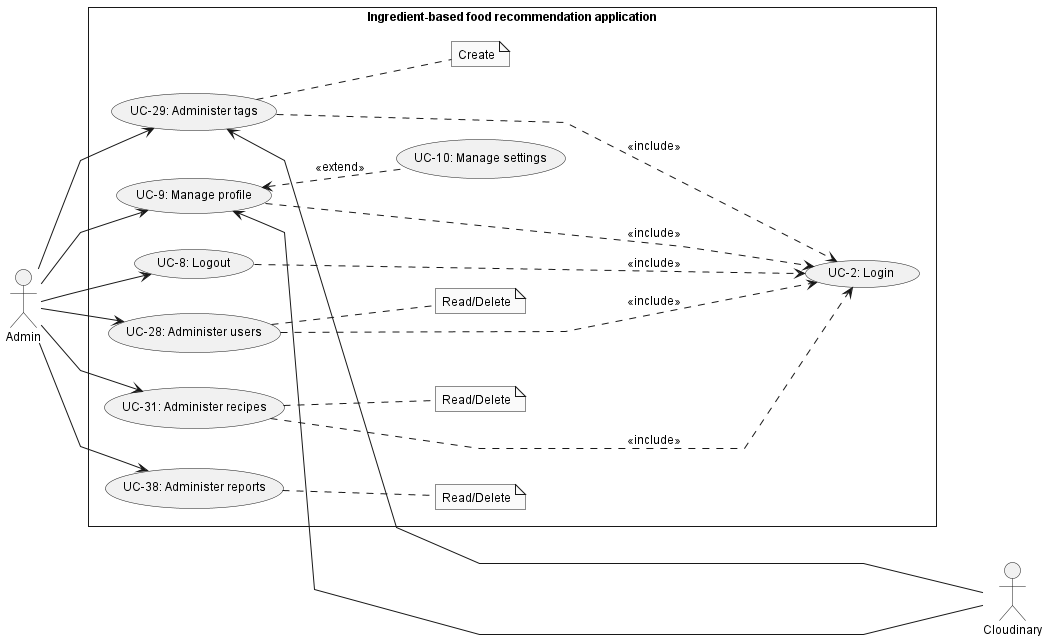 Ingredient-based food recommendation application
Create
UC-29: Administer tags
«include»
UC-10: Manage settings
«extend»
UC-9: Manage profile
«include»
UC-8: Logout
«include»
UC-2: Login
Read/Delete
«include»
UC-28: Administer users
Admin
Read/Delete
UC-31: Administer recipes
«include»
UC-38: Administer reports
Read/Delete
Cloudinary